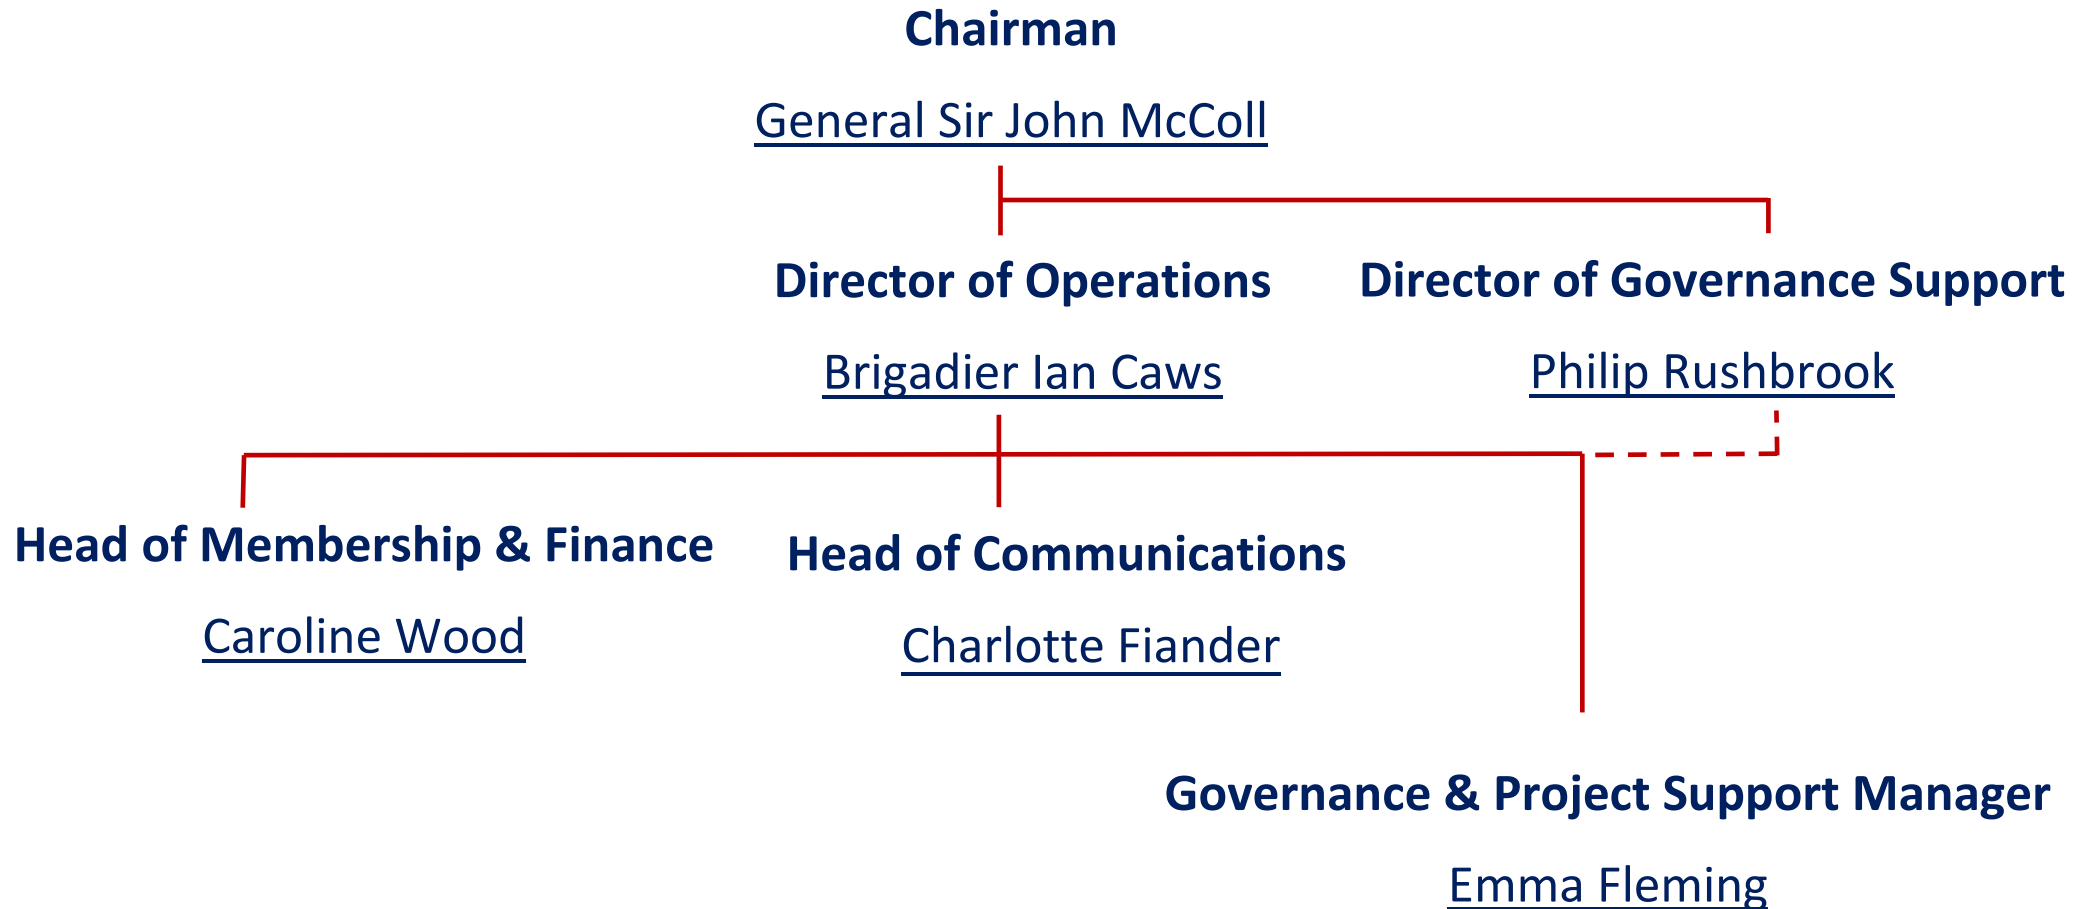 Chairman
General Sir John McColl
Director of Operations
Brigadier Ian Caws
Director of Governance Support
Philip Rushbrook
Head of Membership & Finance
Caroline Wood
Head of Communications
Charlotte Fiander
Governance & Project Support Manager
Emma Fleming